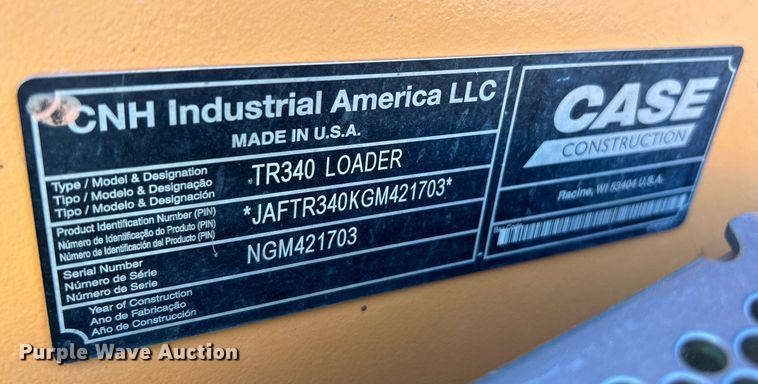 CNH Industrial America LLC
MADE IN U.S.A.
Type / Model & Designation
Tipo / Modelo & Designação
Tipo / Modelo & Designación
TR340 LOADER
Product Identification Number (PIN)
Número de Identificação do Produto (PIN)
Número de Identificación del Producto (PIN)
*JAFTR340KGM421703*
Serial Number
Número de Série
Número de Serie
NGM421703
Year of Construction
Ano de Fabricação
Año de Construcción
CASE
CONSTRUCTION
Racine, WI 53404 U.S.A.
Bar Code
Purple Wave Auction